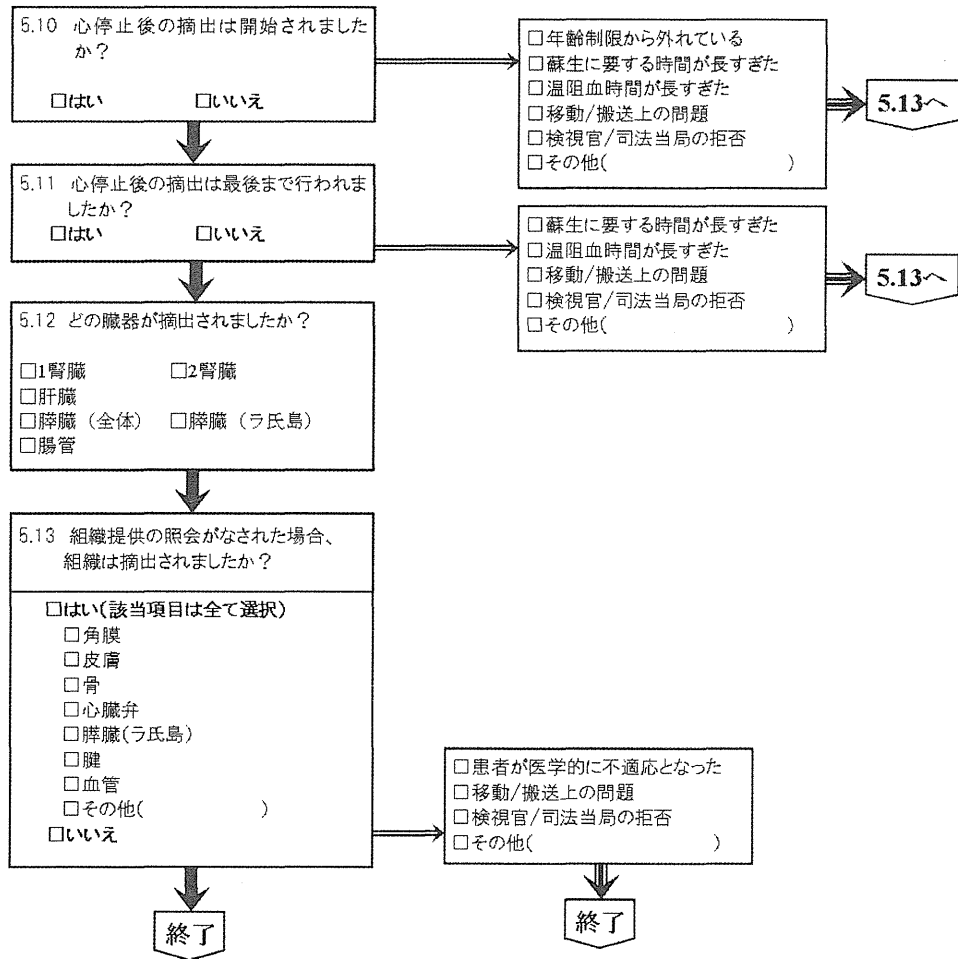 5.10 心停止後の摘出は開始されました
か？
□はい □いいえ
□年齢制限から外れている
□蘇生に要する時間が長すぎた
□温阻血時間が長すぎた
□移動/搬送上の問題
□検視官/司法当局の拒否
□その他( )
5.13へ
5.11 心停止後の摘出は最後まで行われま
したか？
□はい □いいえ
□蘇生に要する時間が長すぎた
□温阻血時間が長すぎた
□移動/搬送上の問題
□検視官/司法当局の拒否
□その他( )
5.13へ
5.12 どの臓器が摘出されましたか？
□1腎臓 □2腎臓
□肝臓
□膵臓（全体） □膵臓（ラ氏島）
□腸管
5.13 組織提供の照会がなされた場合、
組織は摘出されましたか？
□はい(該当項目は全て選択)
□角膜
□皮膚
□骨
□心臓弁
□膵臓(ラ氏島)
□腱
□血管
□その他( )
□いいえ
□患者が医学的に不適応となった
□移動/搬送上の問題
□検視官/司法当局の拒否
□その他( )
終了
終了